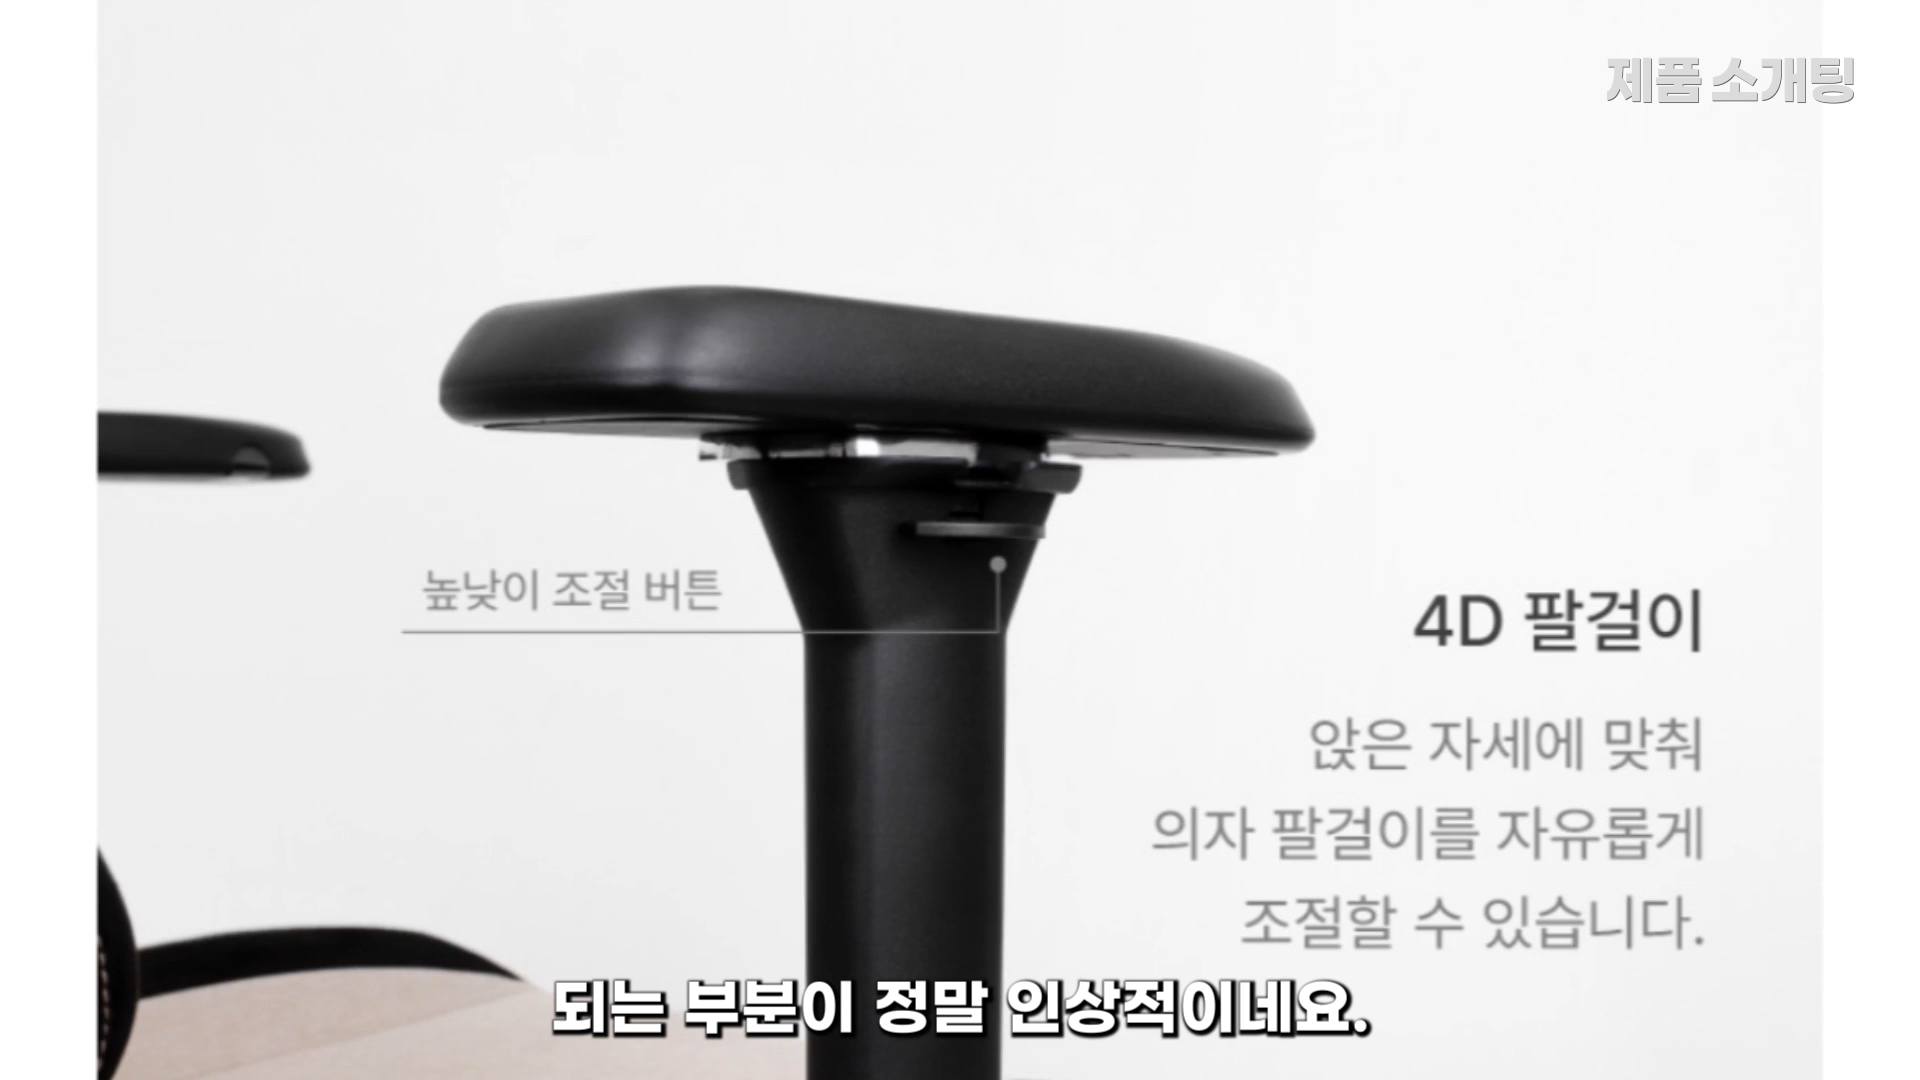 제품 소개팅
높낮이 조절 버튼
4D 팔걸이
앉은 자세에 맞춰
의자 팔걸이를 자유롭게
조절할 수 있습니다.
되는 부분이 정말 인상적이네요.